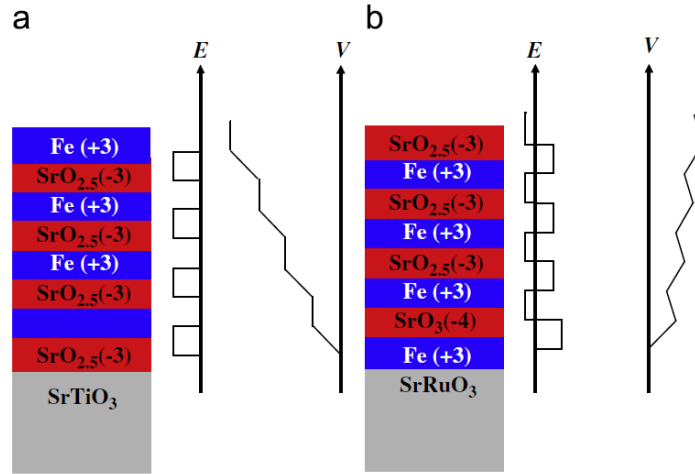 a
E
V
b
E
V
Fe (+3)
SrO2.5(-3)
Fe (+3)
SrO2.5(-3)
Fe (+3)
SrO2.5(-3)
SrO2.5(-3)
SrTiO3
SrO2.5(-3)
Fe (+3)
SrO2.5(-3)
Fe (+3)
SrO2.5(-3)
Fe (+3)
SrO3(-4)
Fe (+3)
SrRuO3